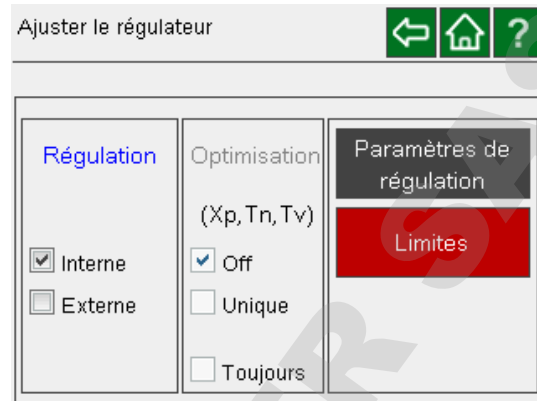 Ajuster le régulateur
?
Régulation
Interne
Externe
Optimisation
(Xp, Tn, Tv)
Off
Unique
Toujours
Paramètres de
régulation
Limites